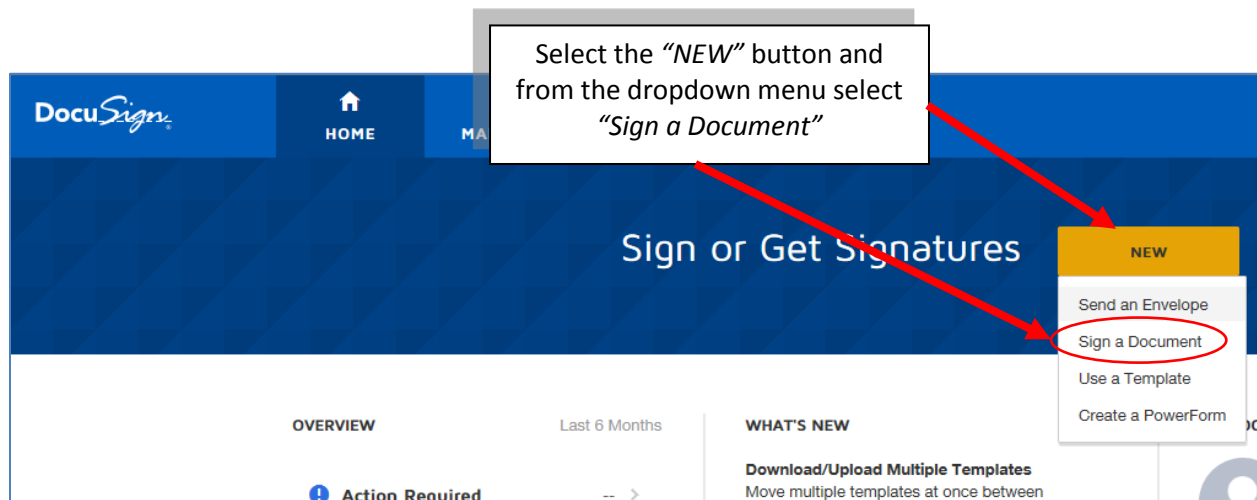 Select the “NEW” button and
from the dropdown menu select
“Sign a Document”
DocuSign®
HOME
Sign or Get Signatures
NEW
Send an Envelope
Sign a Document
Use a Template
Create a PowerForm
OVERVIEW
Last 6 Months
WHAT'S NEW
Action Required
-- >
Download/Upload Multiple Templates
Move multiple templates at once between